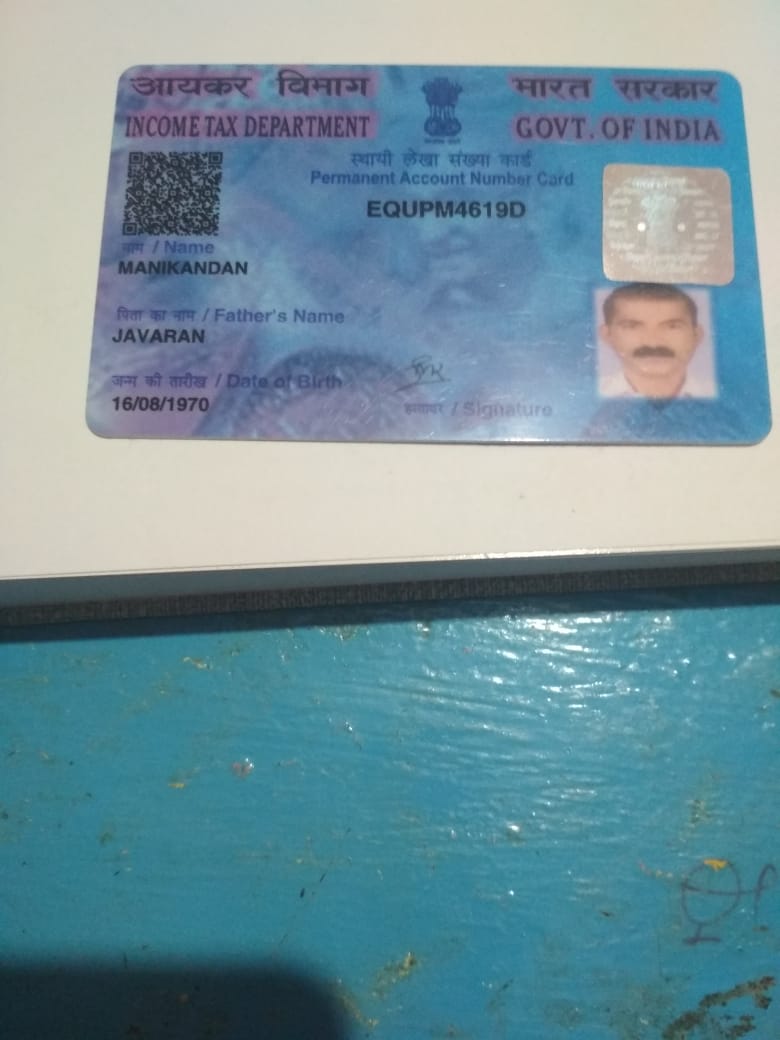 आयकर विभाग
भारत सरकार
INCOME TAX DEPARTMENT
GOVT. OF INDIA
स्थायी लेखा संख्या कार्ड
Permanent Account Number Card
EQUPM4619D
नाम / Name
MANIKANDAN
पिता का नाम / Father's Name
JAVARAN
जन्म की तारीख / Date of Birth
16/08/1970
हस्ताक्षर / Signature